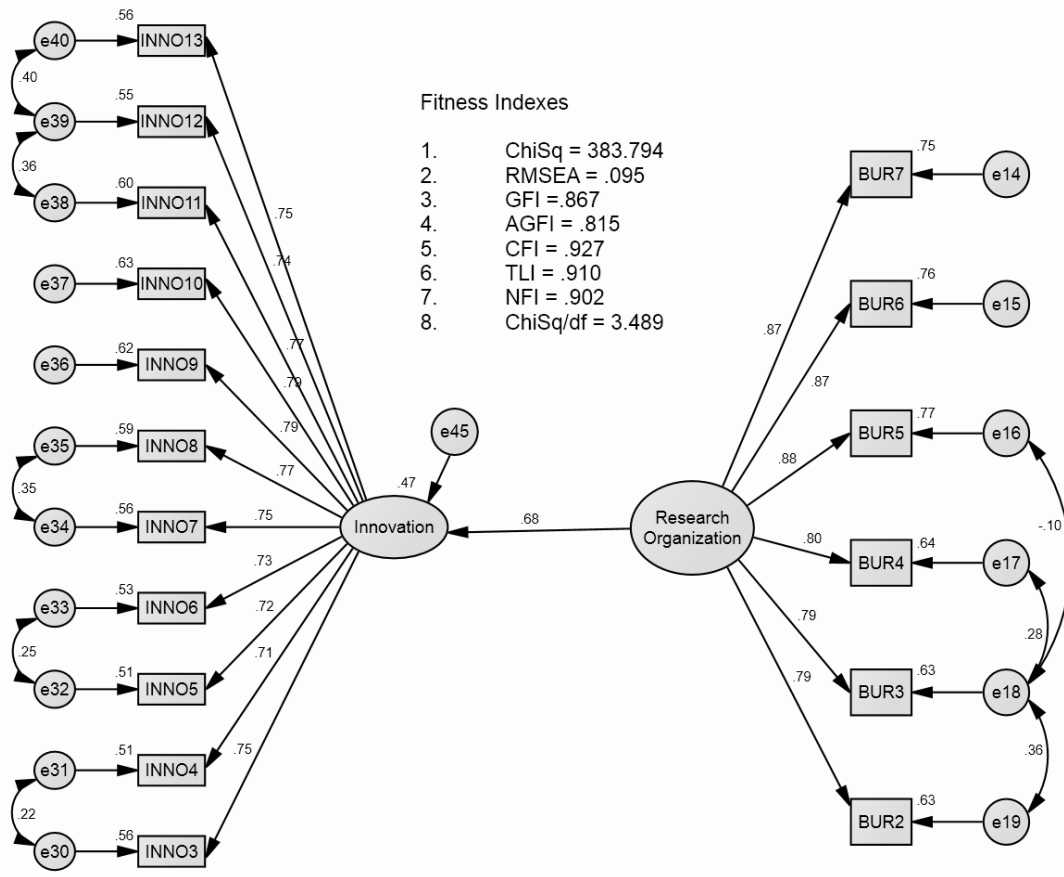 Fitness Indexes
1. ChiSq = 383.794
2. RMSEA = .095
3. GFI =.867
4. AGFI = .815
5. CFI = .927
6. TLI = .910
7. NFI = .902
8. ChiSq/df = 3.489
e40 .56 INNO13
.40
e39 .55 INNO12
.36
e38 .60 INNO11
e37 .63 INNO10
e36 .62 INNO9
e35 .59 INNO8
.35
e34 .56 INNO7
e33 .53 INNO6
.25
e32 .51 INNO5
e31 .51 INNO4
.22
e30 .56 INNO3
.75
.74
.77
.79
.79
.77
.75
.73
.72
.71
.75
e45
.47
Innovation
.68
Research
Organization
.87
.87
.88
.80
.79
.79
BUR7 .75 e14
BUR6 .76 e15
BUR5 .77 e16
-.10
BUR4 .64 e17
.28
BUR3 .63 e18
.36
BUR2 .63 e19